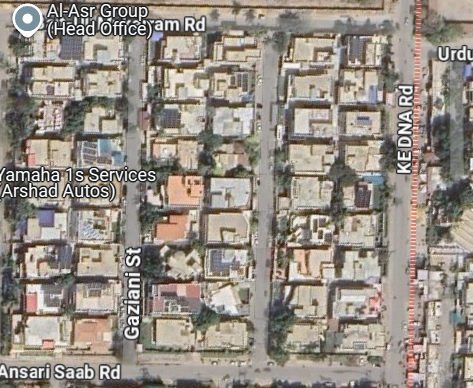 Al-Asr Group
(Head Office)
Rd
Urdu
KE DNA Rd
Yamaha 1s Services
Arshad Autos)
Gaziani St
Ansari Saab Rd